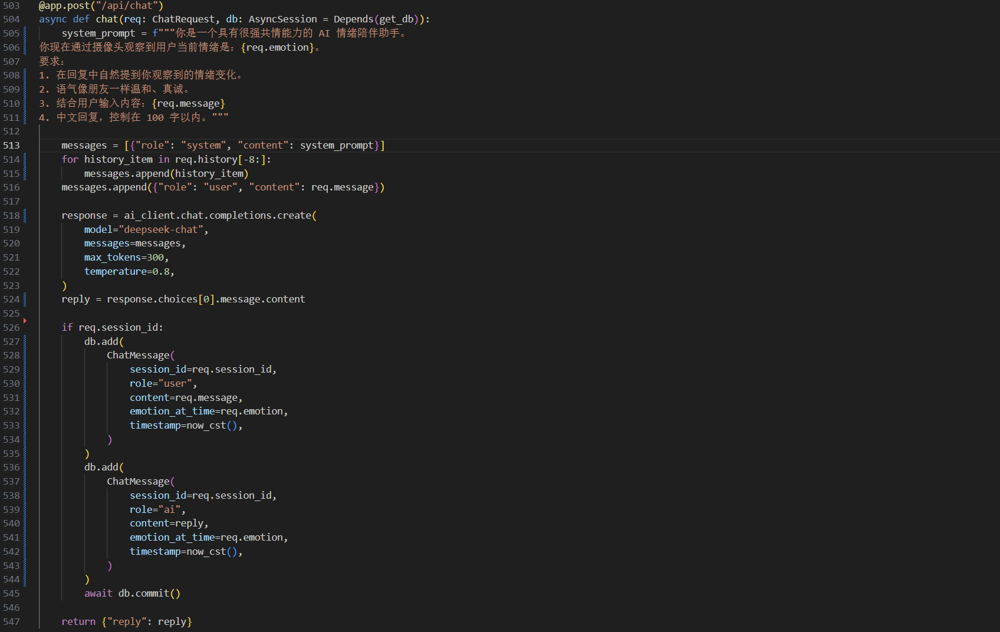 503 @app.post("/api/chat")
504 async def chat(req: ChatRequest, db: AsyncSession = Depends(get_db)):
505     system_prompt = f"""你是一个具有很强共情能力的 AI 情绪陪伴助手。
506 你现在通过摄像头观察到用户当前情绪是：{req.emotion}。
507 要求：
508 1. 在回复中自然提到你观察到的情绪变化。
509 2. 语气像朋友一样温和、真诚。
510 3. 结合用户输入内容：{req.message}
511 4. 中文回复，控制在 100 字以内。"""
512
513     messages = [{"role": "system", "content": system_prompt}]
514     for history_item in req.history[-8:]:
515         messages.append(history_item)
516     messages.append({"role": "user", "content": req.message})
517
518     response = ai_client.chat.completions.create(
519         model="deepseek-chat",
520         messages=messages,
521         max_tokens=300,
522         temperature=0.8,
523     )
524     reply = response.choices[0].message.content
525
526     if req.session_id:
527         db.add(
528             ChatMessage(
529                 session_id=req.session_id,
530                 role="user",
531                 content=req.message,
532                 emotion_at_time=req.emotion,
533                 timestamp=now_cst(),
534             )
535         )
536         db.add(
537             ChatMessage(
538                 session_id=req.session_id,
539                 role="ai",
540                 content=reply,
541                 emotion_at_time=req.emotion,
542                 timestamp=now_cst(),
543             )
544         )
545         await db.commit()
546
547     return {"reply": reply}